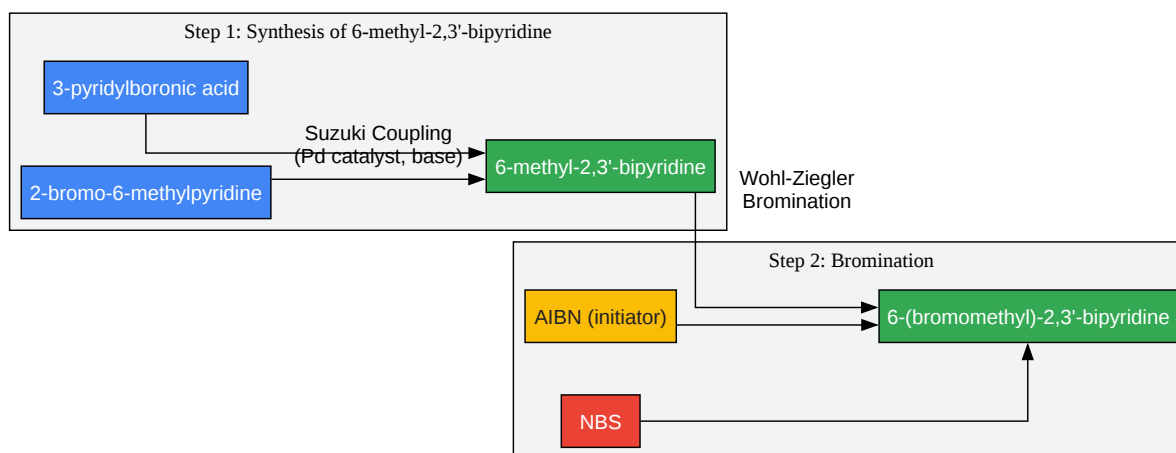 Step 1: Synthesis of 6-methyl-2,3'-bipyridine
3-pyridylboronic acid
Suzuki Coupling
(Pd catalyst, base)
2-bromo-6-methylpyridine
6-methyl-2,3'-bipyridine
Wohl-Ziegler
Bromination
Step 2: Bromination
AIBN (initiator)
6-(bromomethyl)-2,3'-bipyridine
NBS